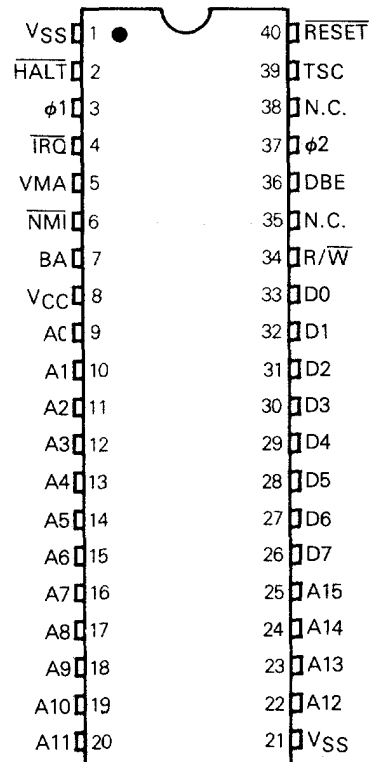 VSS 1 40 RESET
HALT 2 39 TSC
φ1 3 38 N.C.
IRQ 4 37 φ2
VMA 5 36 DBE
NMI 6 35 N.C.
BA 7 34 R/W
VCC 8 33 D0
A0 9 32 D1
A1 10 31 D2
A2 11 30 D3
A3 12 29 D4
A4 13 28 D5
A5 14 27 D6
A6 15 26 D7
A7 16 25 A15
A8 17 24 A14
A9 18 23 A13
A10 19 22 A12
A11 20 21 VSS